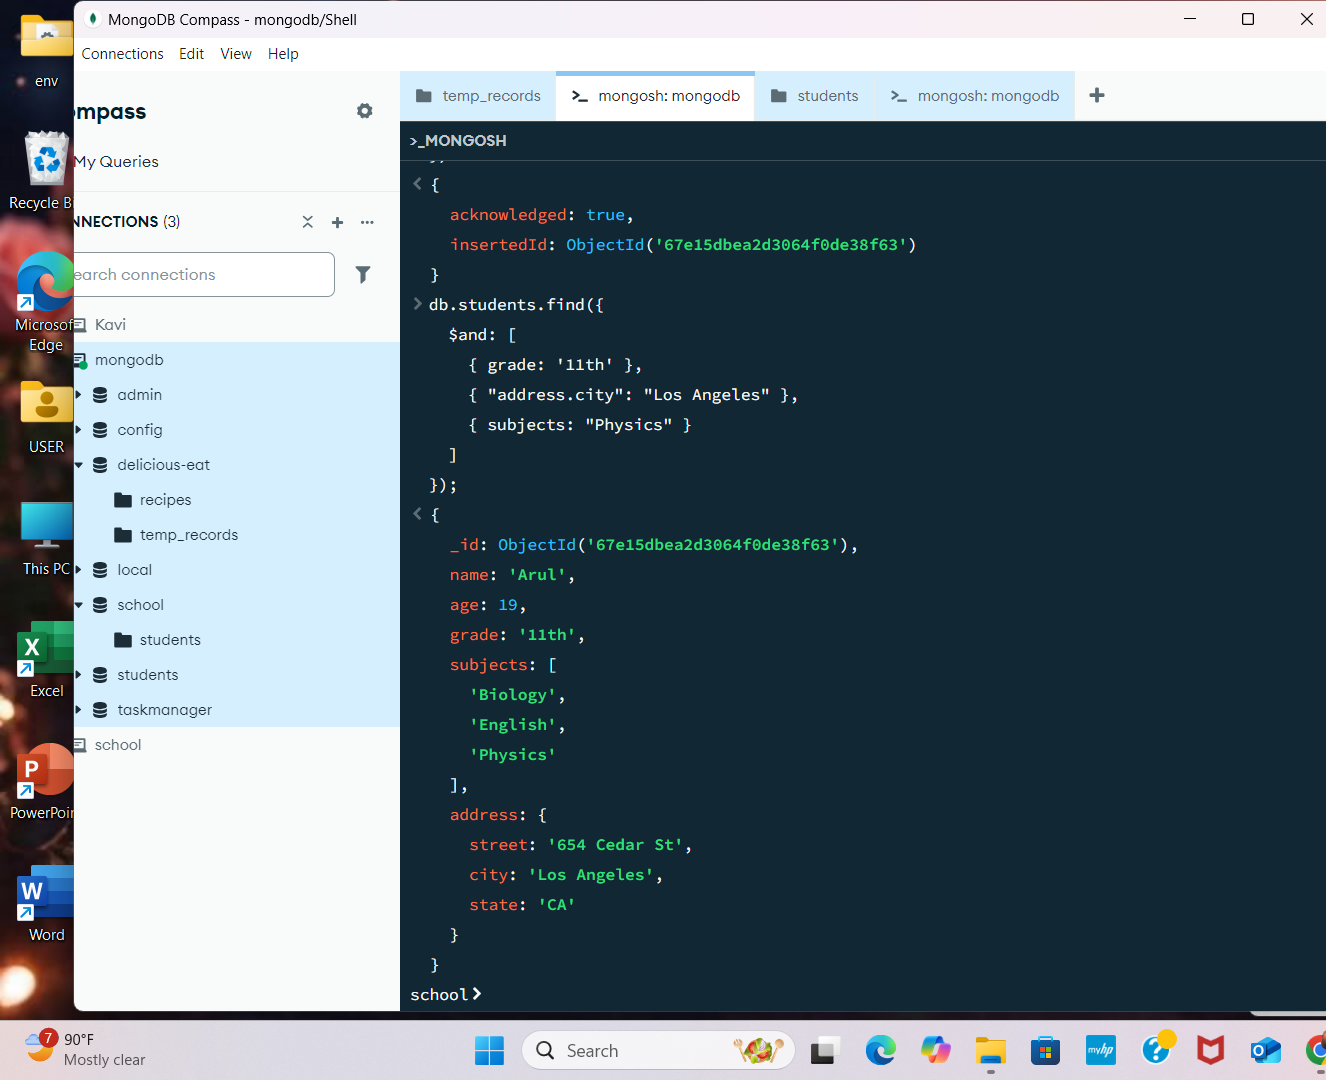 MongoDB Compass - mongodb/Shell
Connections Edit View Help
env
Recycle B
Microsof
Edge
USER
This PC
Excel
PowerPoin
Word
mpass
My Queries
NNECTIONS (3)
earch connections
Kavi
mongodb
admin
config
delicious-eat
recipes
temp_records
local
school
students
students
taskmanager
school
temp_records
>_ mongosh: mongodb
students
>_ mongosh: mongodb
>_MONGOSH
{
acknowledged: true,
insertedId: ObjectId('67e15dbea2d3064f0de38f63')
}
db.students.find({
$and: [
{ grade: '11th' },
{ "address.city": "Los Angeles" },
{ subjects: "Physics" }
]
});
{
_id: ObjectId('67e15dbea2d3064f0de38f63'),
name: 'Arul',
age: 19,
grade: '11th',
subjects: [
'Biology',
'English',
'Physics'
],
address: {
street: '654 Cedar St',
city: 'Los Angeles',
state: 'CA'
}
}
school>
7
90°F
Mostly clear
Search
myhp